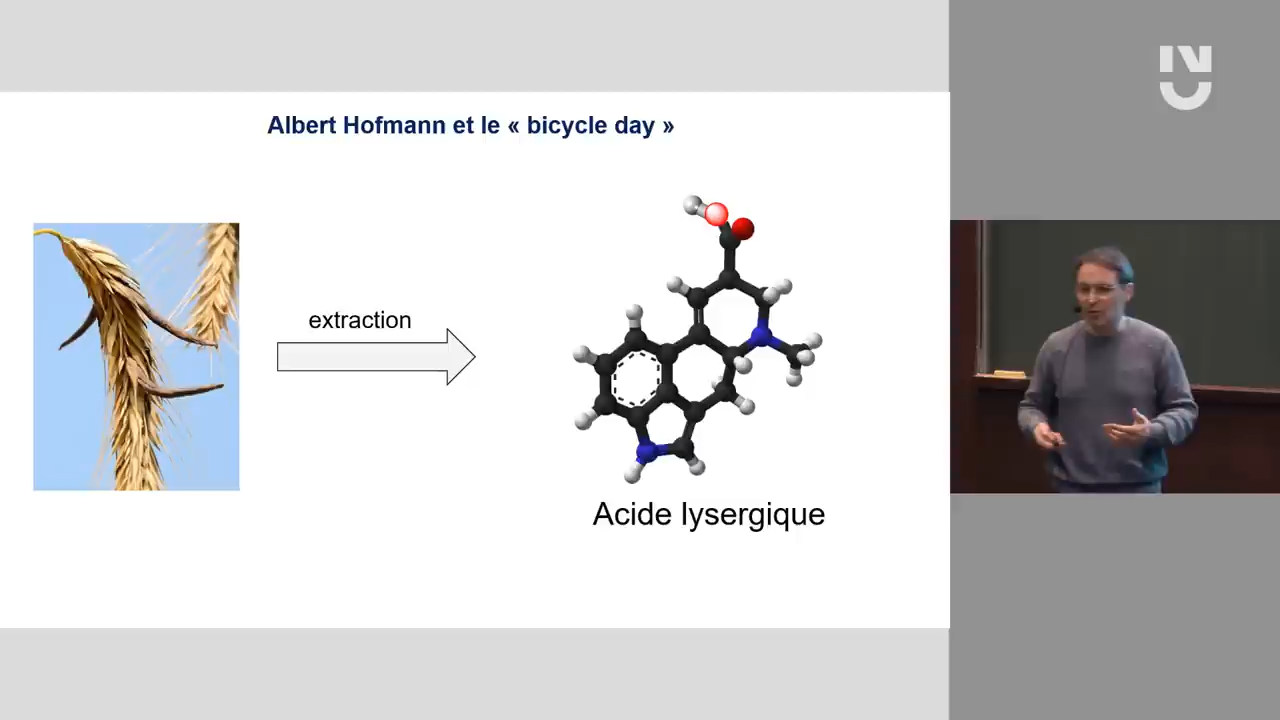 Albert Hofmann et le « bicycle day »
extraction
Acide lysergique